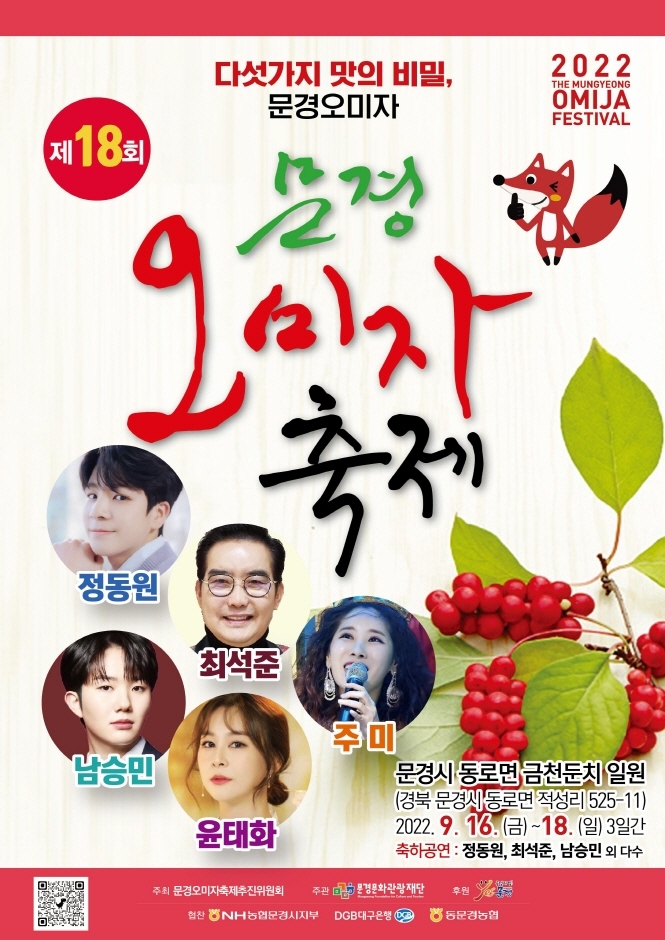 다섯가지 맛의 비밀,
문경오미자
2022
THE MUNGYEONG
OMIJA
FESTIVAL
제18회
문경
오미자
축제
정동원
최석준
주미
남승민
윤태화
문경시 동로면 금천둔치 일원
(경북 문경시 동로면 적성리 525-11)
2022. 9. 16. (금) ~ 18. (일) 3일간
축하공연 : 정동원, 최석준, 남승민 외 다수
주최 문경오미자축제추진위원회 주관 문경문화관광재단 후원
협찬 NH농협문경시지부 DGB대구은행 DGB 동문경농협